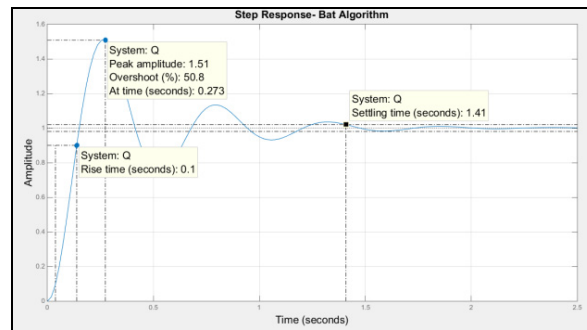 Step Response- Bat Algorithm
System: Q
Peak amplitude: 1.51
Overshoot (%): 50.8
At time (seconds): 0.273
System: Q
Settling time (seconds): 1.41
System: Q
Rise time (seconds): 0.1
Amplitude
1.6
1.4
1.2
1
0.8
0.6
0.4
0.2
0
0
0.5
1
1.5
2
2.5
Time (seconds)